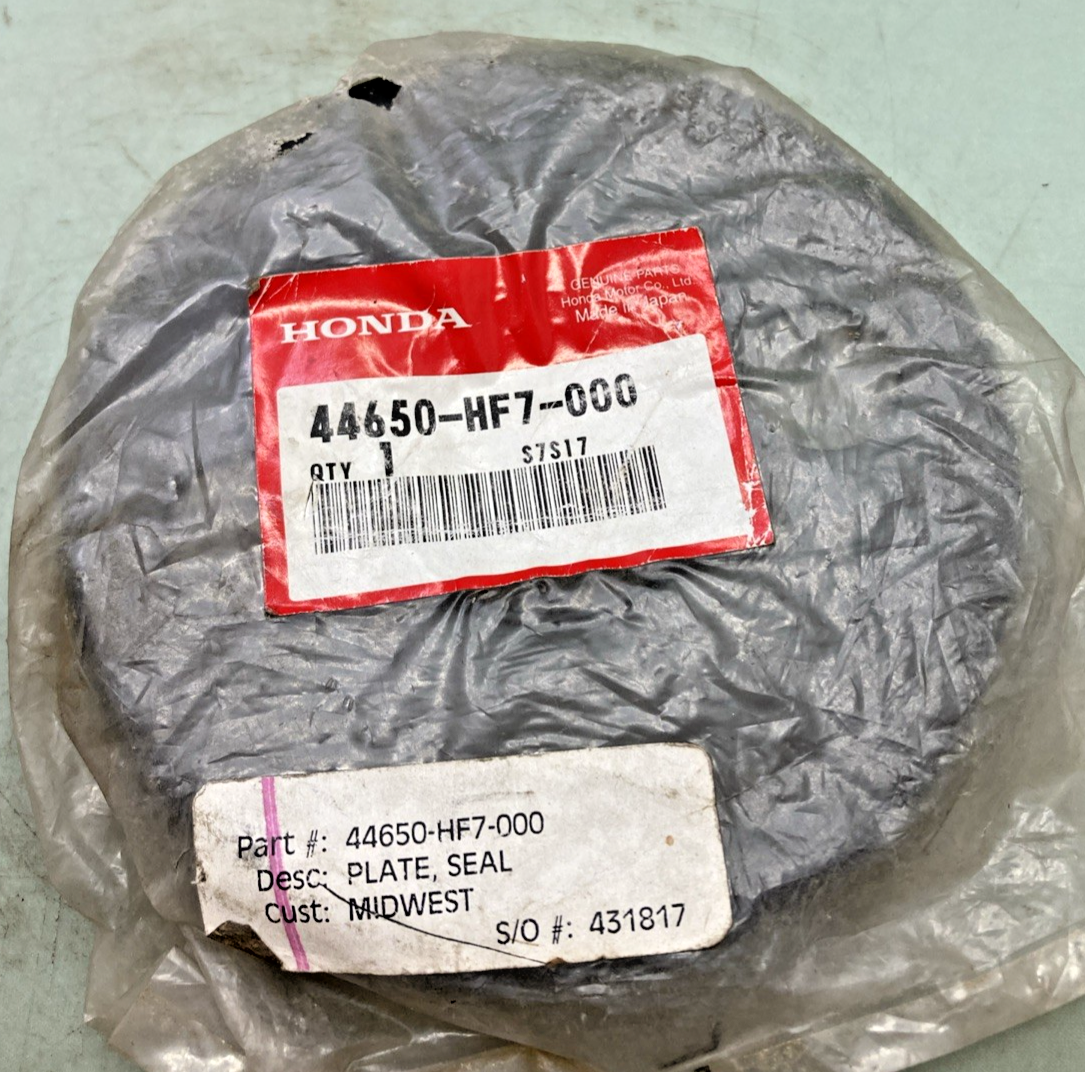 HONDA
GENUINE PARTS
Honda Motor Co., Ltd.
Made in Japan
44650-HF7-000
QTY 1 S7S17
Part #: 44650-HF7-000
Desc: PLATE, SEAL
Cust: MIDWEST
S/O #: 431817